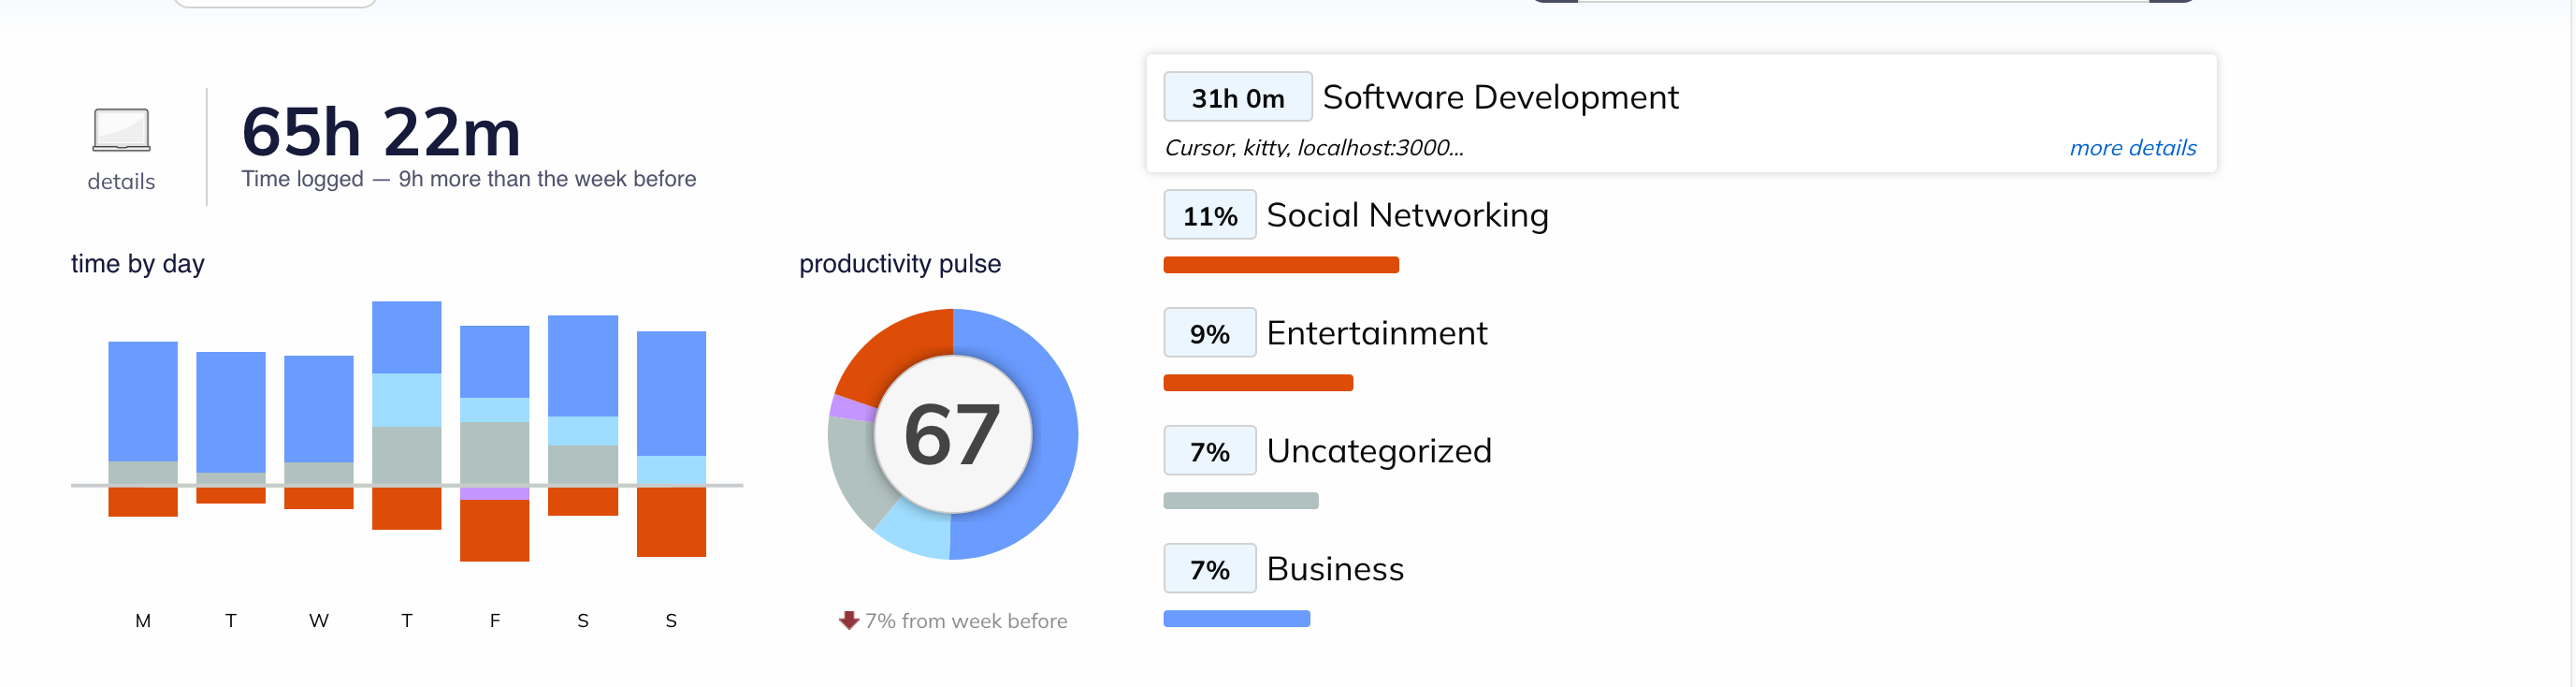 65h 22m
Time logged — 9h more than the week before
details
time by day
M T W T F S S
productivity pulse
67
7% from week before
31h 0m Software Development
Cursor, kitty, localhost:3000...
more details
11% Social Networking
9% Entertainment
7% Uncategorized
7% Business